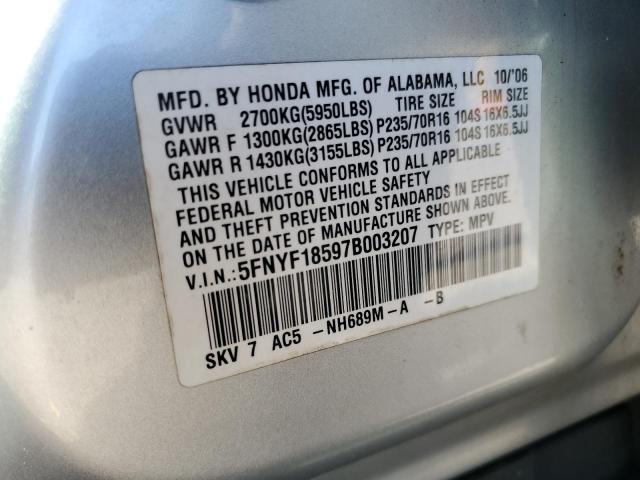 MFD. BY HONDA MFG. OF ALABAMA, LLC 10/'06
GVWR 2700KG(5950LBS) TIRE SIZE RIM SIZE
GAWR F 1300KG(2865LBS) P235/70R16 104S 16X6.5JJ
GAWR R 1430KG(3155LBS) P235/70R16 104S 16X6.5JJ
THIS VEHICLE CONFORMS TO ALL APPLICABLE
FEDERAL MOTOR VEHICLE SAFETY
AND THEFT PREVENTION STANDARDS IN EFFECT
ON THE DATE OF MANUFACTURE SHOWN ABOVE.
V.I.N.: 5FNYF18597B003207 TYPE: MPV
SKV 7 AC5 -NH689M-A -B